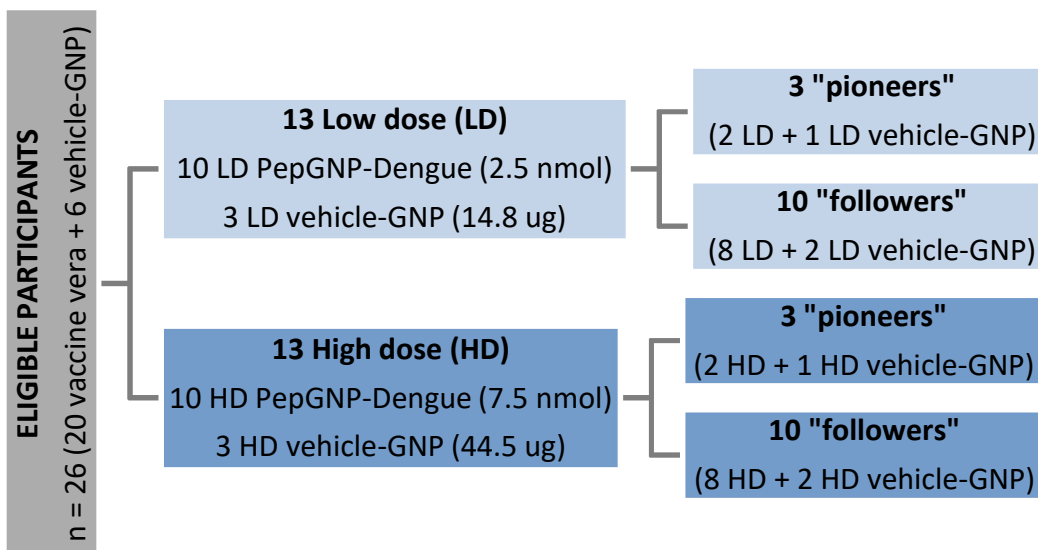 ELIGIBLE PARTICIPANTS
n = 26 (20 vaccine vera + 6 vehicle-GNP)
13 Low dose (LD)
10 LD PepGNP-Dengue (2.5 nmol)
3 LD vehicle-GNP (14.8 ug)
3 "pioneers"
(2 LD + 1 LD vehicle-GNP)
10 "followers"
(8 LD + 2 LD vehicle-GNP)
13 High dose (HD)
10 HD PepGNP-Dengue (7.5 nmol)
3 HD vehicle-GNP (44.5 ug)
3 "pioneers"
(2 HD + 1 HD vehicle-GNP)
10 "followers"
(8 HD + 2 HD vehicle-GNP)